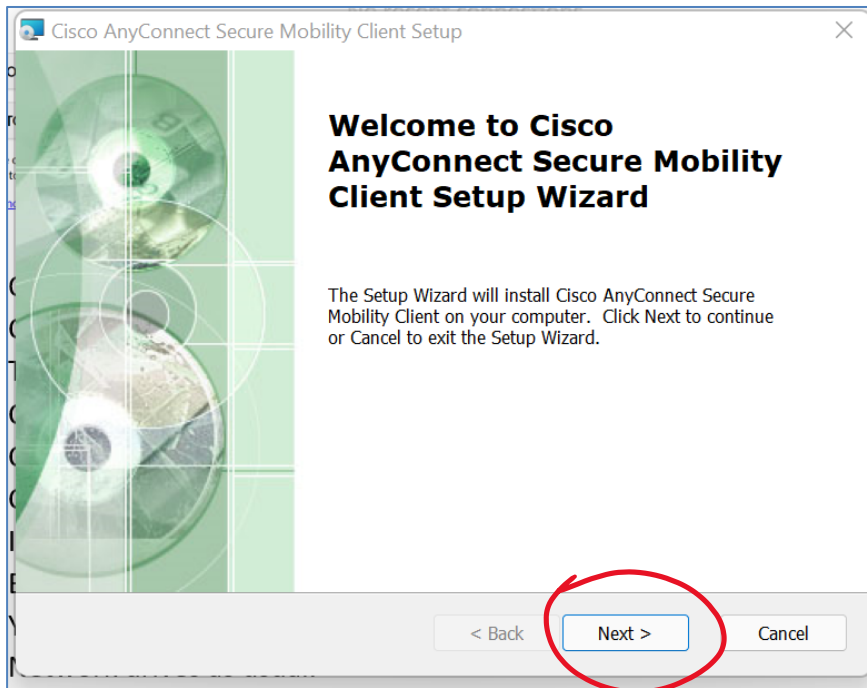 Cisco AnyConnect Secure Mobility Client Setup
Welcome to Cisco
AnyConnect Secure Mobility
Client Setup Wizard
The Setup Wizard will install Cisco AnyConnect Secure
Mobility Client on your computer. Click Next to continue
or Cancel to exit the Setup Wizard.
< Back
Next >
Cancel